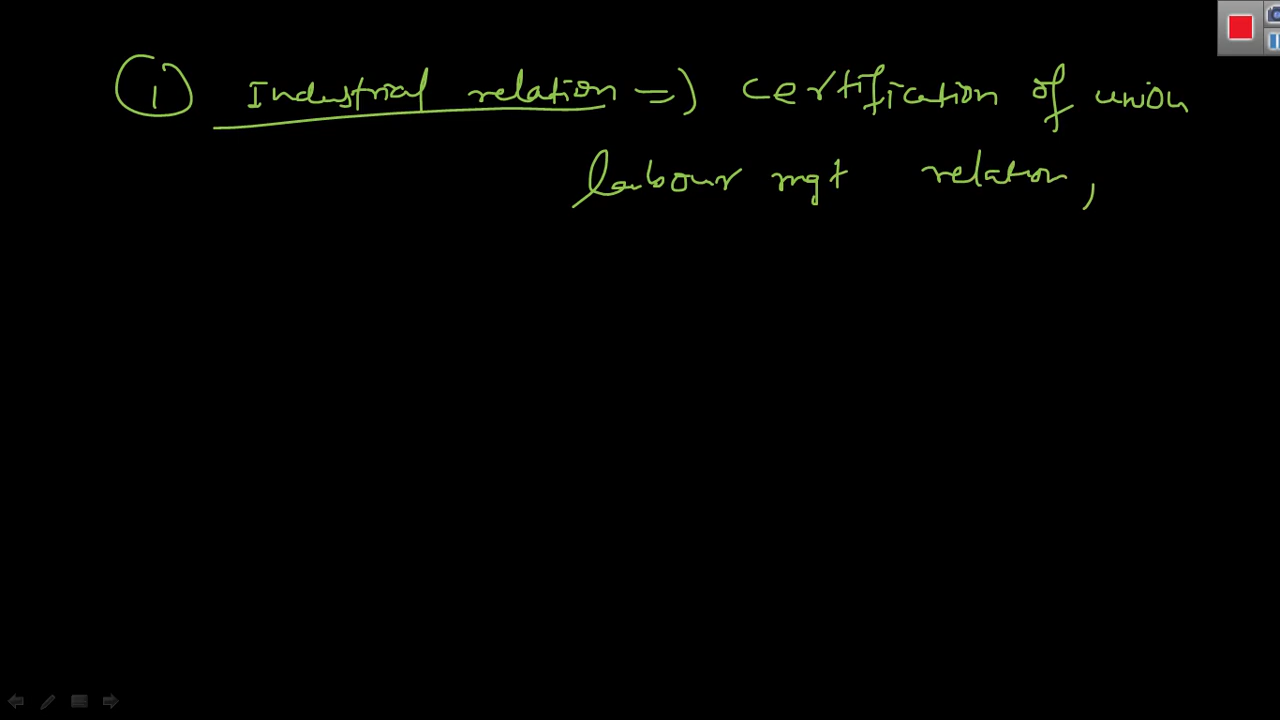 ① Industrial relation => certification of union
labour mgt relation,